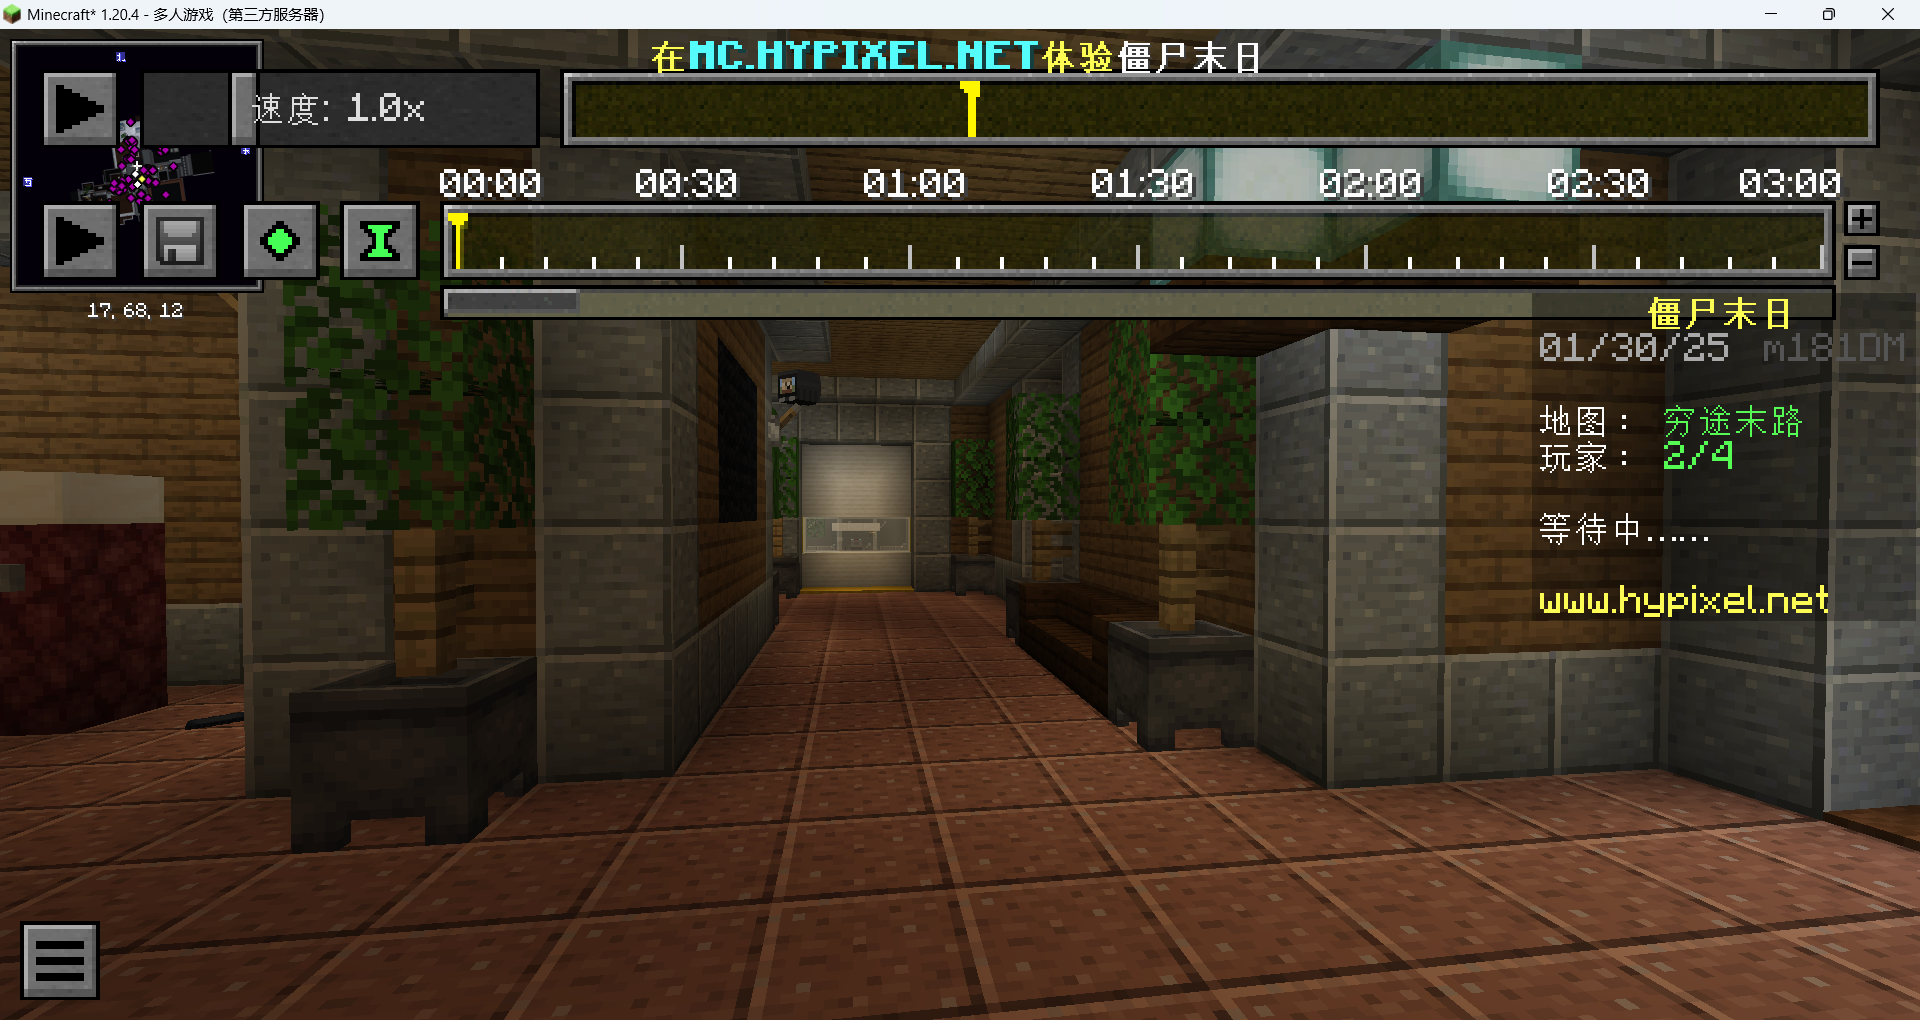 Minecraft* 1.20.4 - 多人游戏（第三方服务器）
在MC.HYPIXEL.NET体验僵尸末日
速度: 1.0x
00:00 00:30 01:00 01:30 02:00 02:30 03:00
17, 68, 12
僵尸末日
01/30/25 m181DM
地图： 穷途末路
玩家： 2/4
等待中……
www.hypixel.net